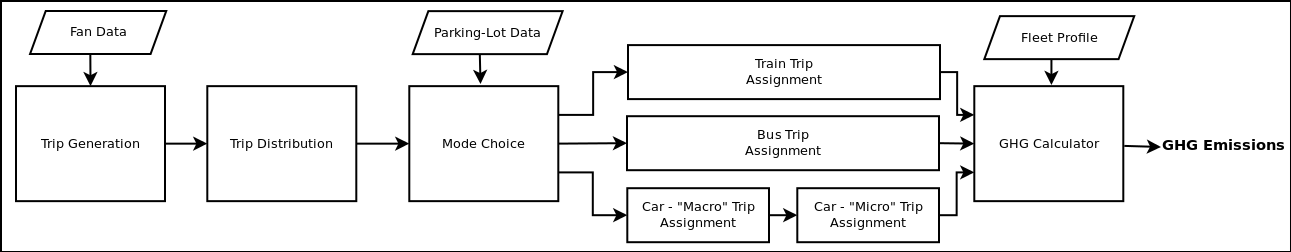 Fan Data
Parking-Lot Data
Fleet Profile
Trip Generation
Trip Distribution
Mode Choice
Train Trip
Assignment
Bus Trip
Assignment
Car - "Macro" Trip
Assignment
Car - "Micro" Trip
Assignment
GHG Calculator
GHG Emissions